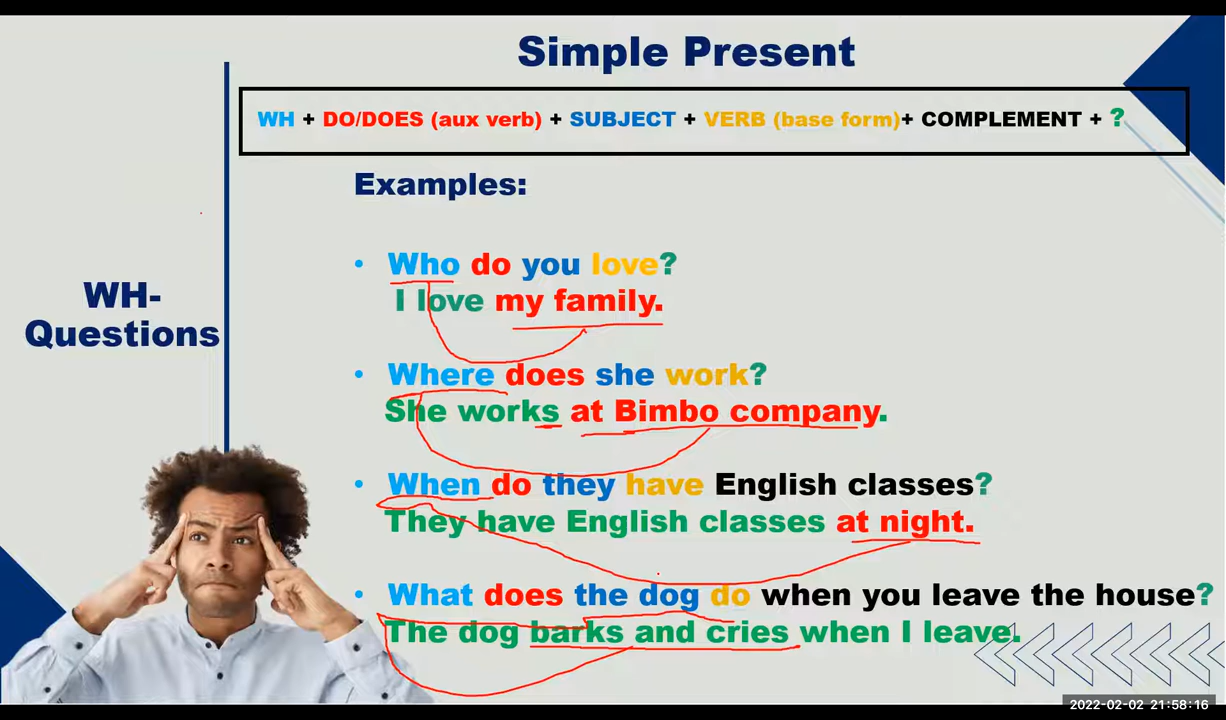 Simple Present
WH + DO/DOES (aux verb) + SUBJECT + VERB (base form)+ COMPLEMENT + ?
Examples:
WH-
Questions
• Who do you love?
I love my family.
• Where does she work?
She works at Bimbo company.
• When do they have English classes?
They have English classes at night.
• What does the dog do when you leave the house?
The dog barks and cries when I leave.
2022-02-02 21:58:16